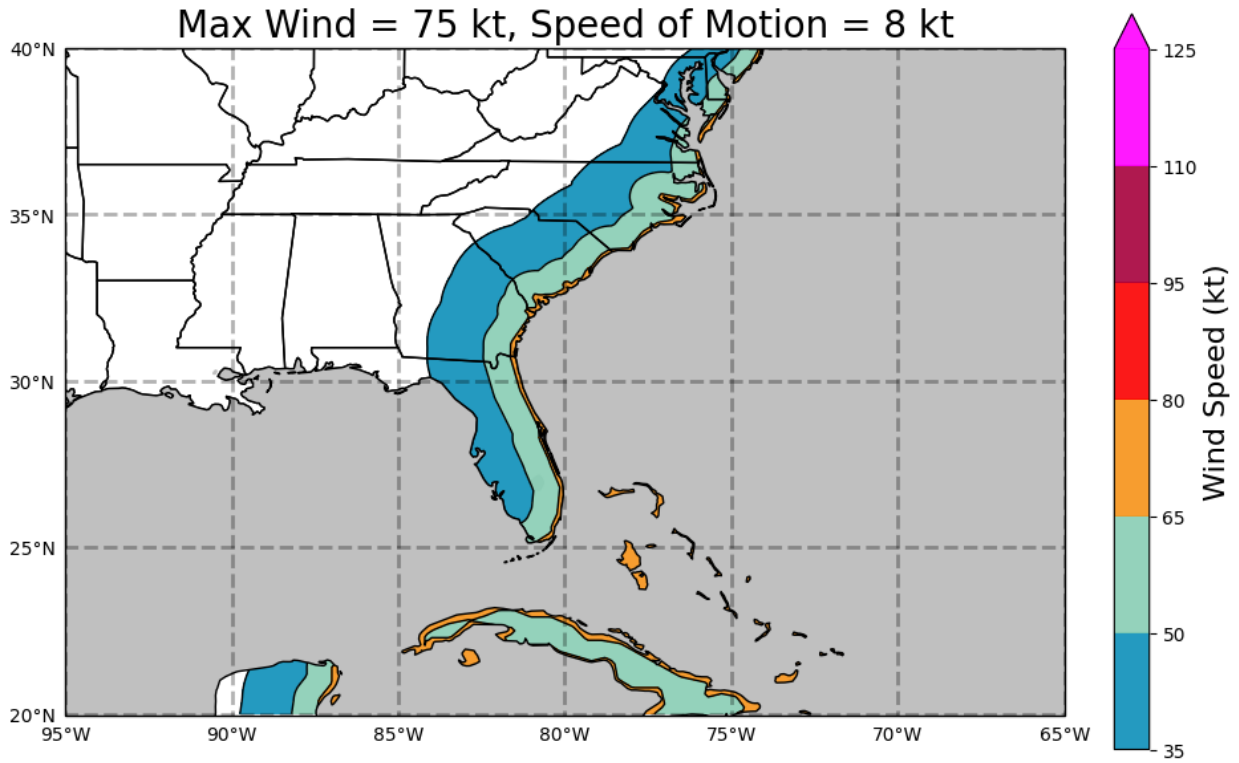 Max Wind = 75 kt, Speed of Motion = 8 kt
40°N
35°N
30°N
25°N
20°N
95°W 90°W 85°W 80°W 75°W 70°W 65°W
125
110
95
80
65
50
35
Wind Speed (kt)